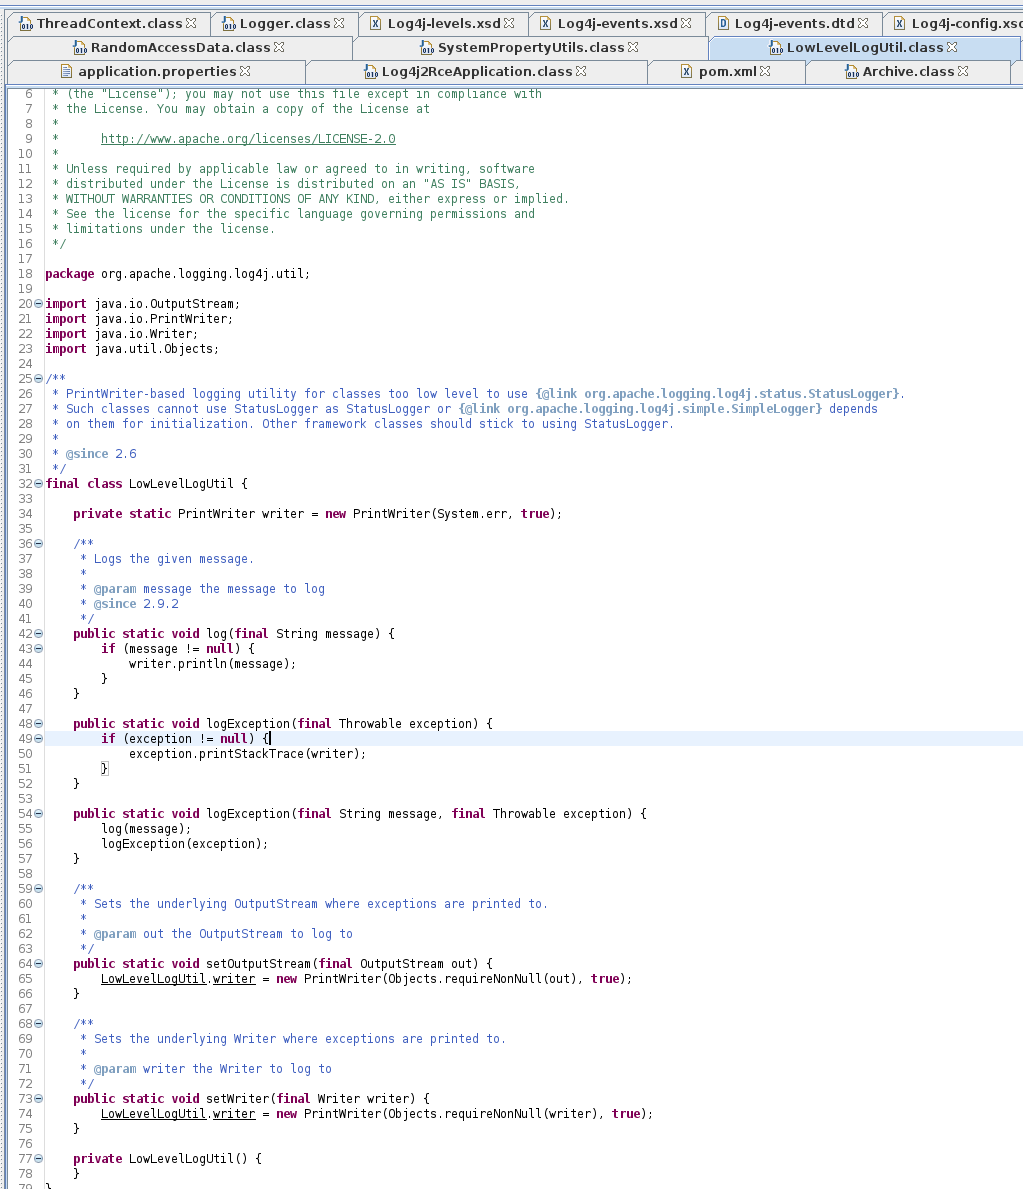 ThreadContext.class Logger.class Log4j-levels.xsd Log4j-events.xsd Log4j-events.dtd Log4j-config.xsd
RandomAccessData.class SystemPropertyUtils.class LowLevelLogUtil.class
application.properties Log4j2RceApplication.class pom.xml Archive.class
6 * (the "License"); you may not use this file except in compliance with
7 * the License. You may obtain a copy of the License at
8 *
9 * http://www.apache.org/licenses/LICENSE-2.0
10 *
11 * Unless required by applicable law or agreed to in writing, software
12 * distributed under the License is distributed on an "AS IS" BASIS,
13 * WITHOUT WARRANTIES OR CONDITIONS OF ANY KIND, either express or implied.
14 * See the license for the specific language governing permissions and
15 * limitations under the license.
16 */
17
18 package org.apache.logging.log4j.util;
19
20 import java.io.OutputStream;
21 import java.io.PrintWriter;
22 import java.io.Writer;
23 import java.util.Objects;
24
25 /**
26 * PrintWriter-based logging utility for classes too low level to use {@link org.apache.logging.log4j.status.StatusLogger}.
27 * Such classes cannot use StatusLogger as StatusLogger or {@link org.apache.logging.log4j.simple.SimpleLogger} depends
28 * on them for initialization. Other framework classes should stick to using StatusLogger.
29 *
30 * @since 2.6
31 */
32 final class LowLevelLogUtil {
33
34 private static PrintWriter writer = new PrintWriter(System.err, true);
35
36 /**
37 * Logs the given message.
38 *
39 * @param message the message to log
40 * @since 2.9.2
41 */
42 public static void log(final String message) {
43 if (message != null) {
44 writer.println(message);
45 }
46 }
47
48 public static void logException(final Throwable exception) {
49 if (exception != null) {
50 exception.printStackTrace(writer);
51 }
52 }
53
54 public static void logException(final String message, final Throwable exception) {
55 log(message);
56 logException(exception);
57 }
58
59 /**
60 * Sets the underlying OutputStream where exceptions are printed to.
61 *
62 * @param out the OutputStream to log to
63 */
64 public static void setOutputStream(final OutputStream out) {
65 LowLevelLogUtil.writer = new PrintWriter(Objects.requireNonNull(out), true);
66 }
67
68 /**
69 * Sets the underlying Writer where exceptions are printed to.
70 *
71 * @param writer the Writer to log to
72 */
73 public static void setWriter(final Writer writer) {
74 LowLevelLogUtil.writer = new PrintWriter(Objects.requireNonNull(writer), true);
75 }
76
77 private LowLevelLogUtil() {
78 }
79 }